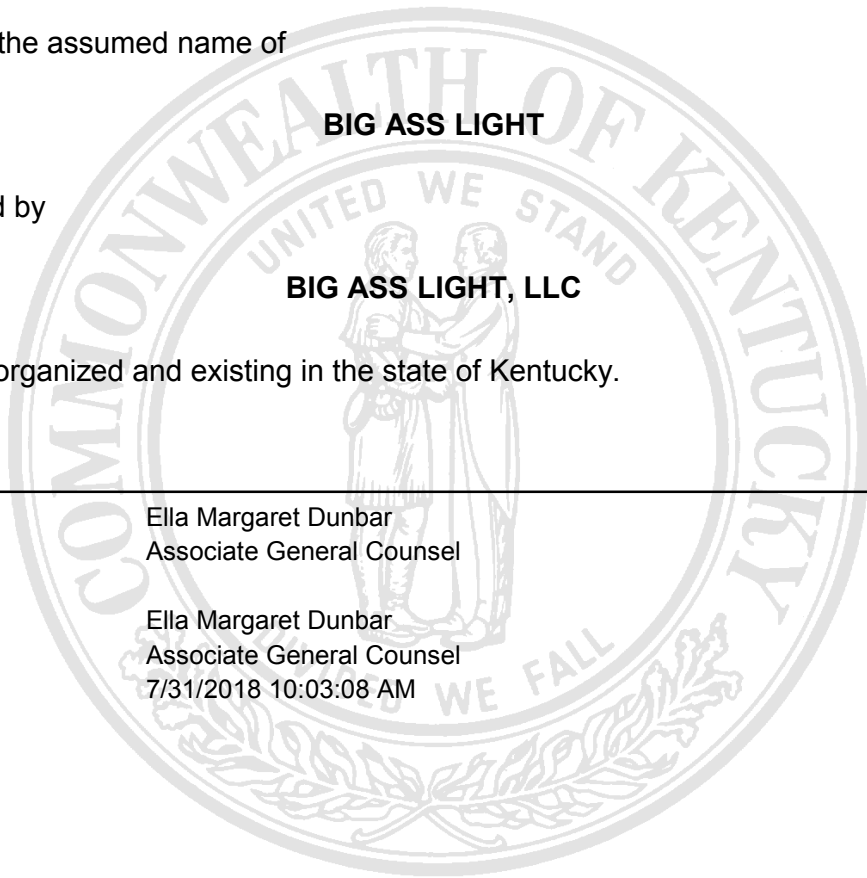 the assumed name of
BIG ASS LIGHT
d by
BIG ASS LIGHT, LLC
organized and existing in the state of Kentucky.
Ella Margaret Dunbar
Associate General Counsel
Ella Margaret Dunbar
Associate General Counsel
7/31/2018 10:03:08 AM
COMMONWEALTH OF KENTUCKY
UNITED WE STAND
DIVIDED WE FALL